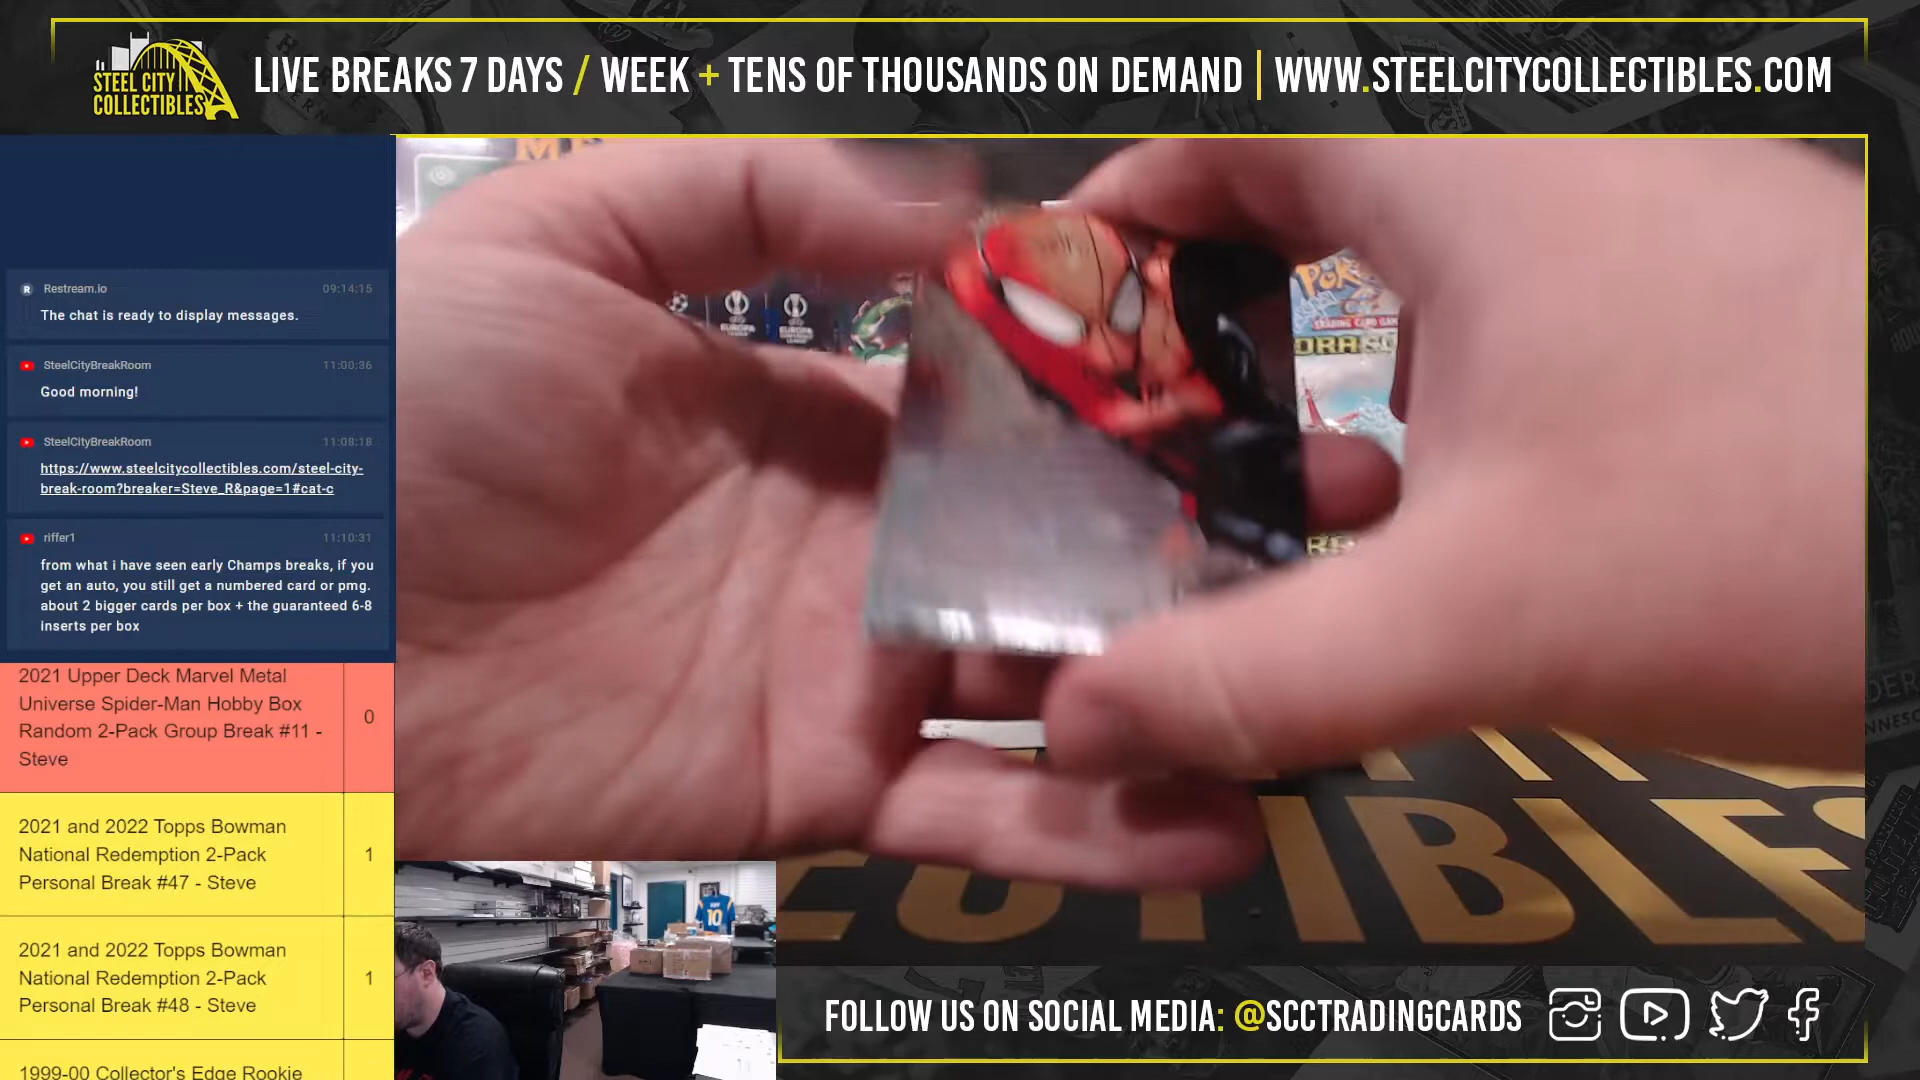 STEEL CITY
COLLECTIBLES
LIVE BREAKS 7 DAYS / WEEK + TENS OF THOUSANDS ON DEMAND | WWW.STEELCITYCOLLECTIBLES.COM
R Restream.io 09:14:15
The chat is ready to display messages.
SteelCityBreakRoom 11:00:36
Good morning!
SteelCityBreakRoom 11:08:18
https://www.steelcitycollectibles.com/steel-city-
break-room?breaker=Steve_R&page=1#cat-c
riffer1 11:10:31
from what i have seen early Champs breaks, if you
get an auto, you still get a numbered card or pmg.
about 2 bigger cards per box + the guaranteed 6-8
inserts per box
2021 Upper Deck Marvel Metal
Universe Spider-Man Hobby Box
Random 2-Pack Group Break #11 -
Steve
0
2021 and 2022 Topps Bowman
National Redemption 2-Pack
Personal Break #47 - Steve
1
2021 and 2022 Topps Bowman
National Redemption 2-Pack
Personal Break #48 - Steve
1
1999-00 Collector's Edge Rookie
EUROPA
EUROPA
TRADING CARD GAM
10
FOLLOW US ON SOCIAL MEDIA: @SCCTRADINGCARDS